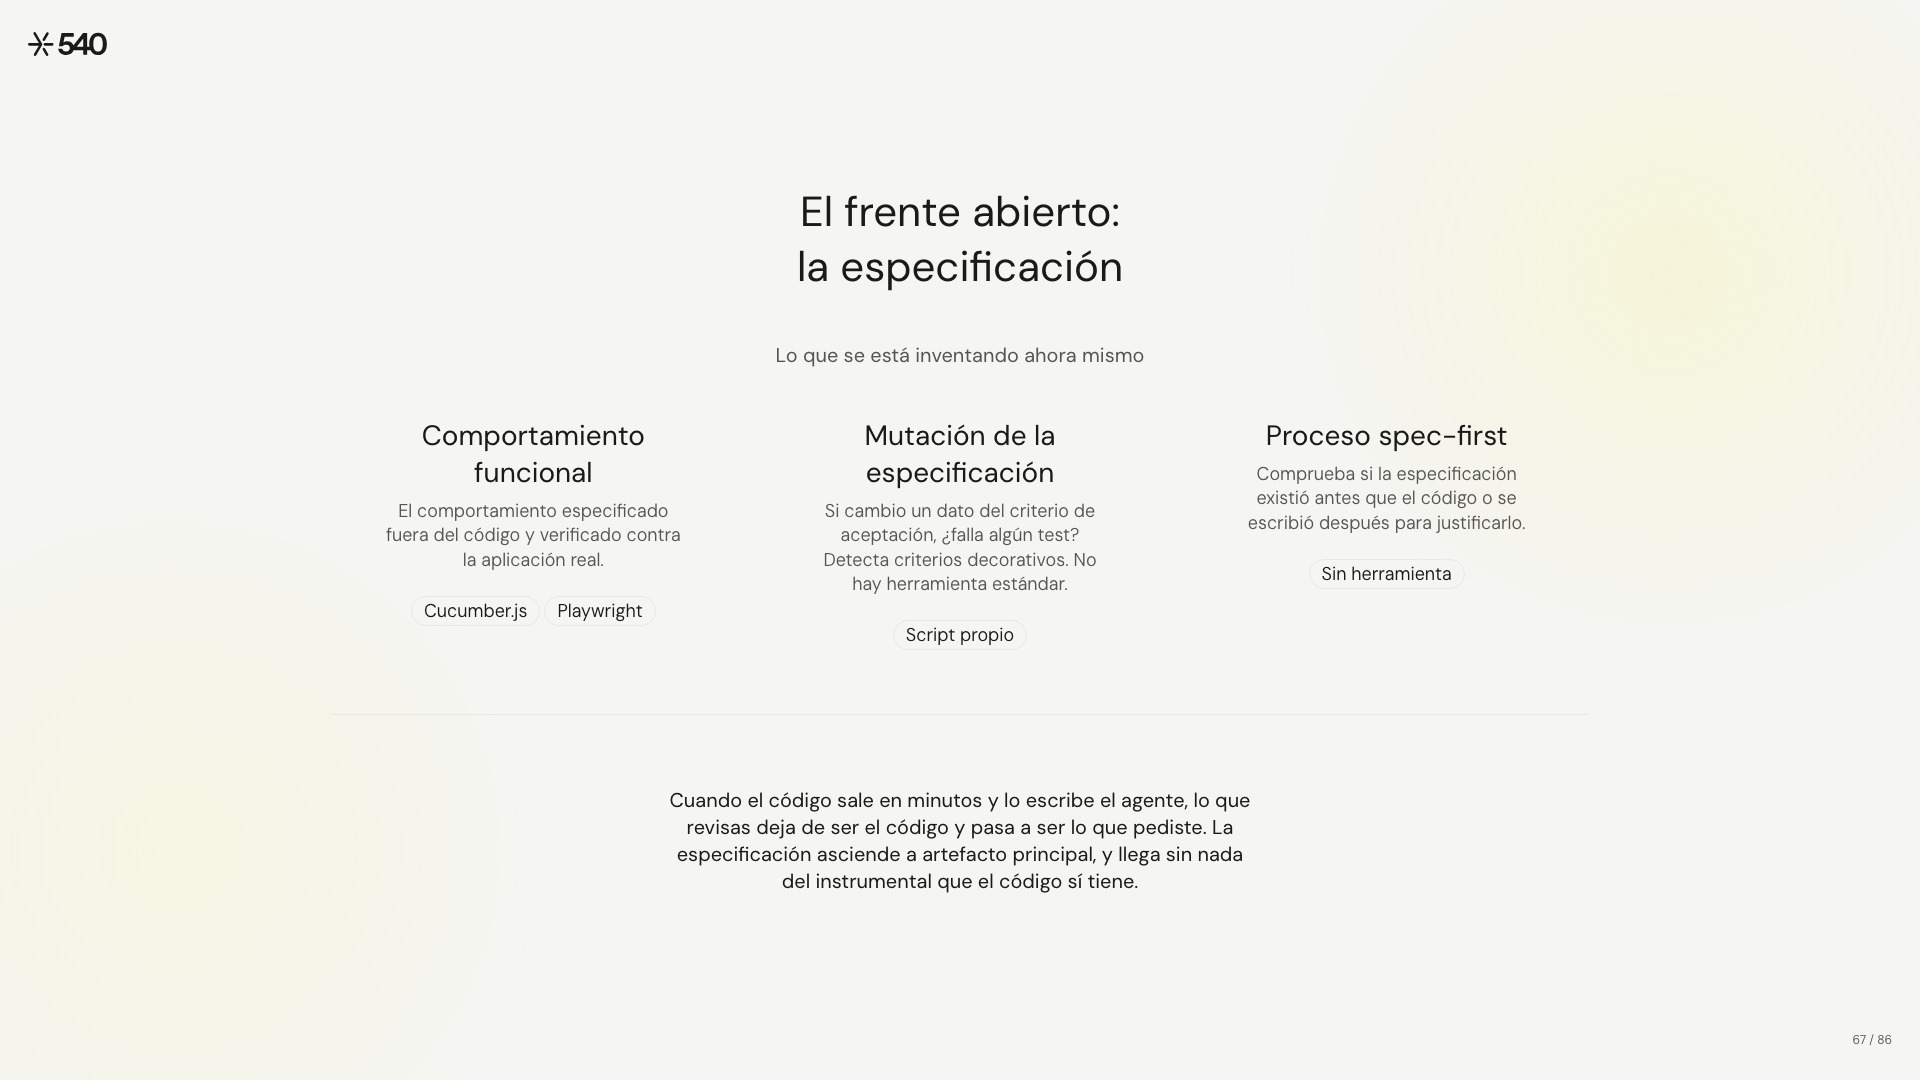 540
El frente abierto:
la especificación
Lo que se está inventando ahora mismo
Comportamiento
funcional
El comportamiento especificado
fuera del código y verificado contra
la aplicación real.
Cucumber.js
Playwright
Mutación de la
especificación
Si cambio un dato del criterio de
aceptación, ¿falla algún test?
Detecta criterios decorativos. No
hay herramienta estándar.
Script propio
Proceso spec-first
Comprueba si la especificación
existió antes que el código o se
escribió después para justificarlo.
Sin herramienta
Cuando el código sale en minutos y lo escribe el agente, lo que
revisas deja de ser el código y pasa a ser lo que pediste. La
especificación asciende a artefacto principal, y llega sin nada
del instrumental que el código sí tiene.
67 / 86